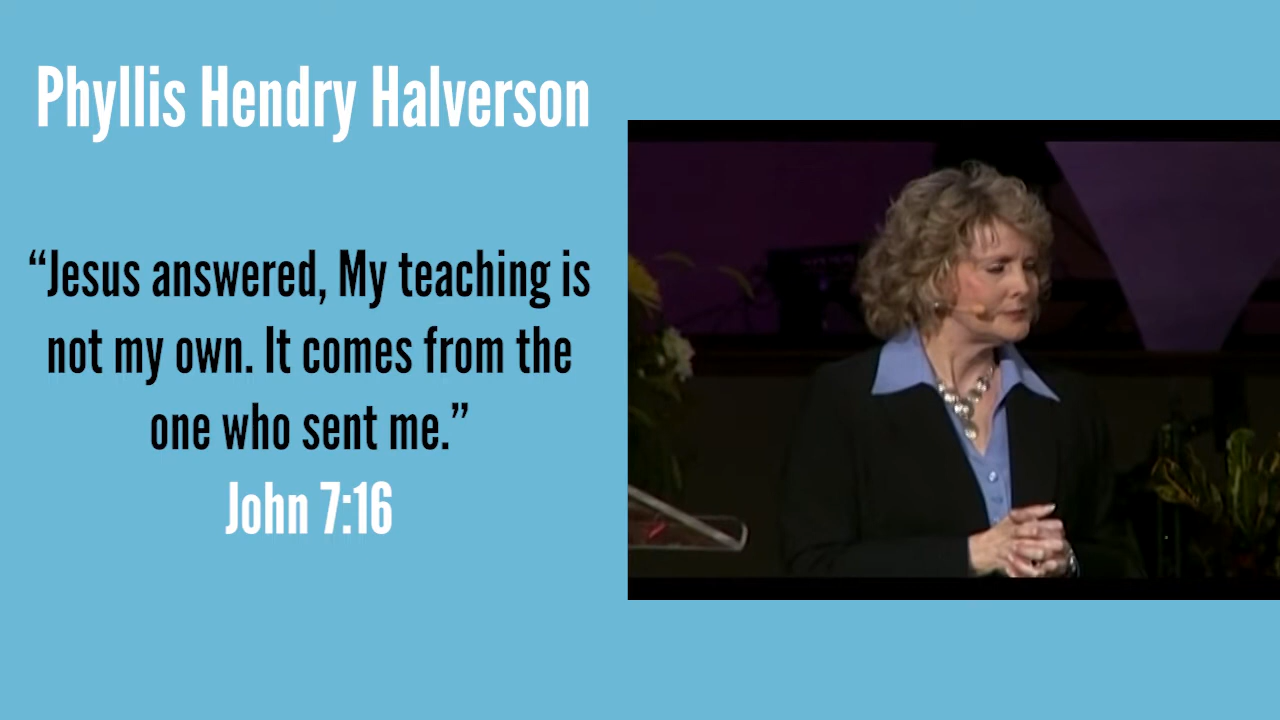 Phyllis Hendry Halverson
“Jesus answered, My teaching is
not my own. It comes from the
one who sent me.”
John 7:16